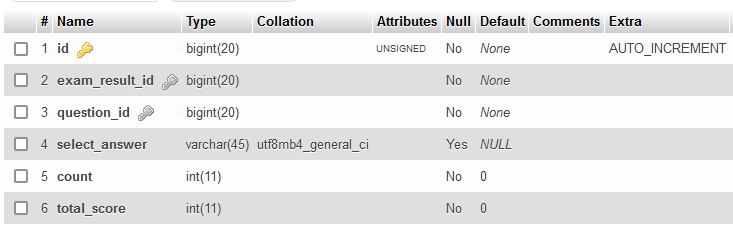 # Name Type Collation Attributes Null Default Comments Extra
1 id bigint(20) UNSIGNED No None AUTO_INCREMENT
2 exam_result_id bigint(20) No None
3 question_id bigint(20) No None
4 select_answer varchar(45) utf8mb4_general_ci Yes NULL
5 count int(11) No 0
6 total_score int(11) No 0